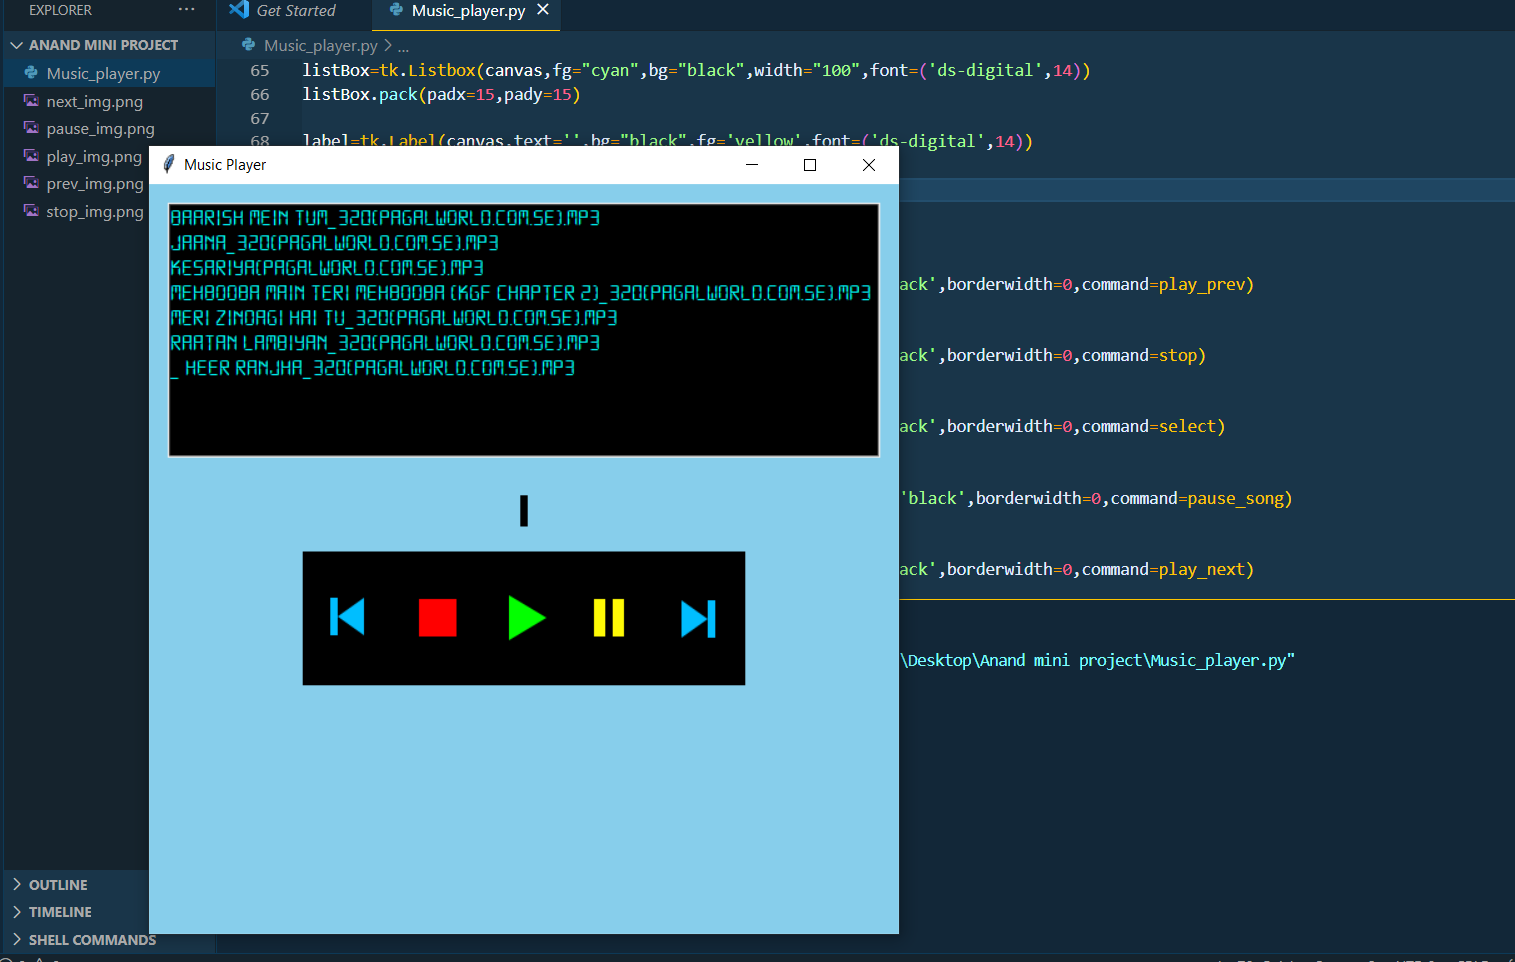 EXPLORER
Get Started
Music_player.py
ANAND MINI PROJECT
Music_player.py
next_img.png
pause_img.png
play_img.png
prev_img.png
stop_img.png
OUTLINE
TIMELINE
SHELL COMMANDS
Music_player.py > ...
65 listBox=tk.Listbox(canvas,fg="cyan",bg="black",width="100",font=('ds-digital',14))
66 listBox.pack(padx=15,pady=15)
67
68 label=tk.Label(canvas,text='',bg="black",fg='yellow',font=('ds-digital',14))
Music Player
BAARISH MEIN TUM_320(PAGALWORLD.COM.SE).MP3
JAANA_320(PAGALWORLD.COM.SE).MP3
KESARIYA(PAGALWORLD.COM.SE).MP3
MEHBOOBA MAIN TERI MEHBOOBA (KGF CHAPTER 2)_320(PAGALWORLD.COM.SE).MP3
MERI ZINDAGI HAI TU_320(PAGALWORLD.COM.SE).MP3
RAATAN LAMBIYAN_320(PAGALWORLD.COM.SE).MP3
_ HEER RANJHA_320(PAGALWORLD.COM.SE).MP3
ack',borderwidth=0,command=play_prev)
ack',borderwidth=0,command=stop)
ack',borderwidth=0,command=select)
'black',borderwidth=0,command=pause_song)
ack',borderwidth=0,command=play_next)
\Desktop\Anand mini project\Music_player.py"